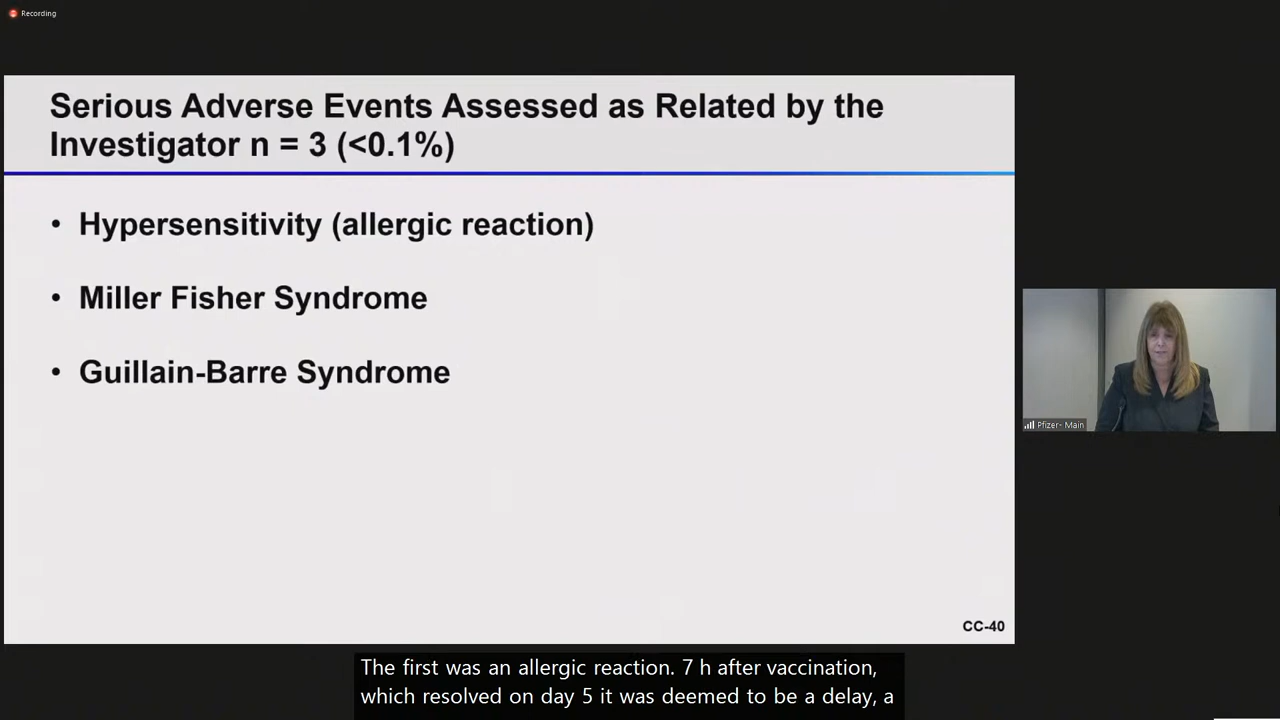 Recording
Serious Adverse Events Assessed as Related by the
Investigator n = 3 (<0.1%)
• Hypersensitivity (allergic reaction)
• Miller Fisher Syndrome
• Guillain-Barre Syndrome
Pfizer- Main
CC-40
The first was an allergic reaction. 7 h after vaccination,
which resolved on day 5 it was deemed to be a delay, a